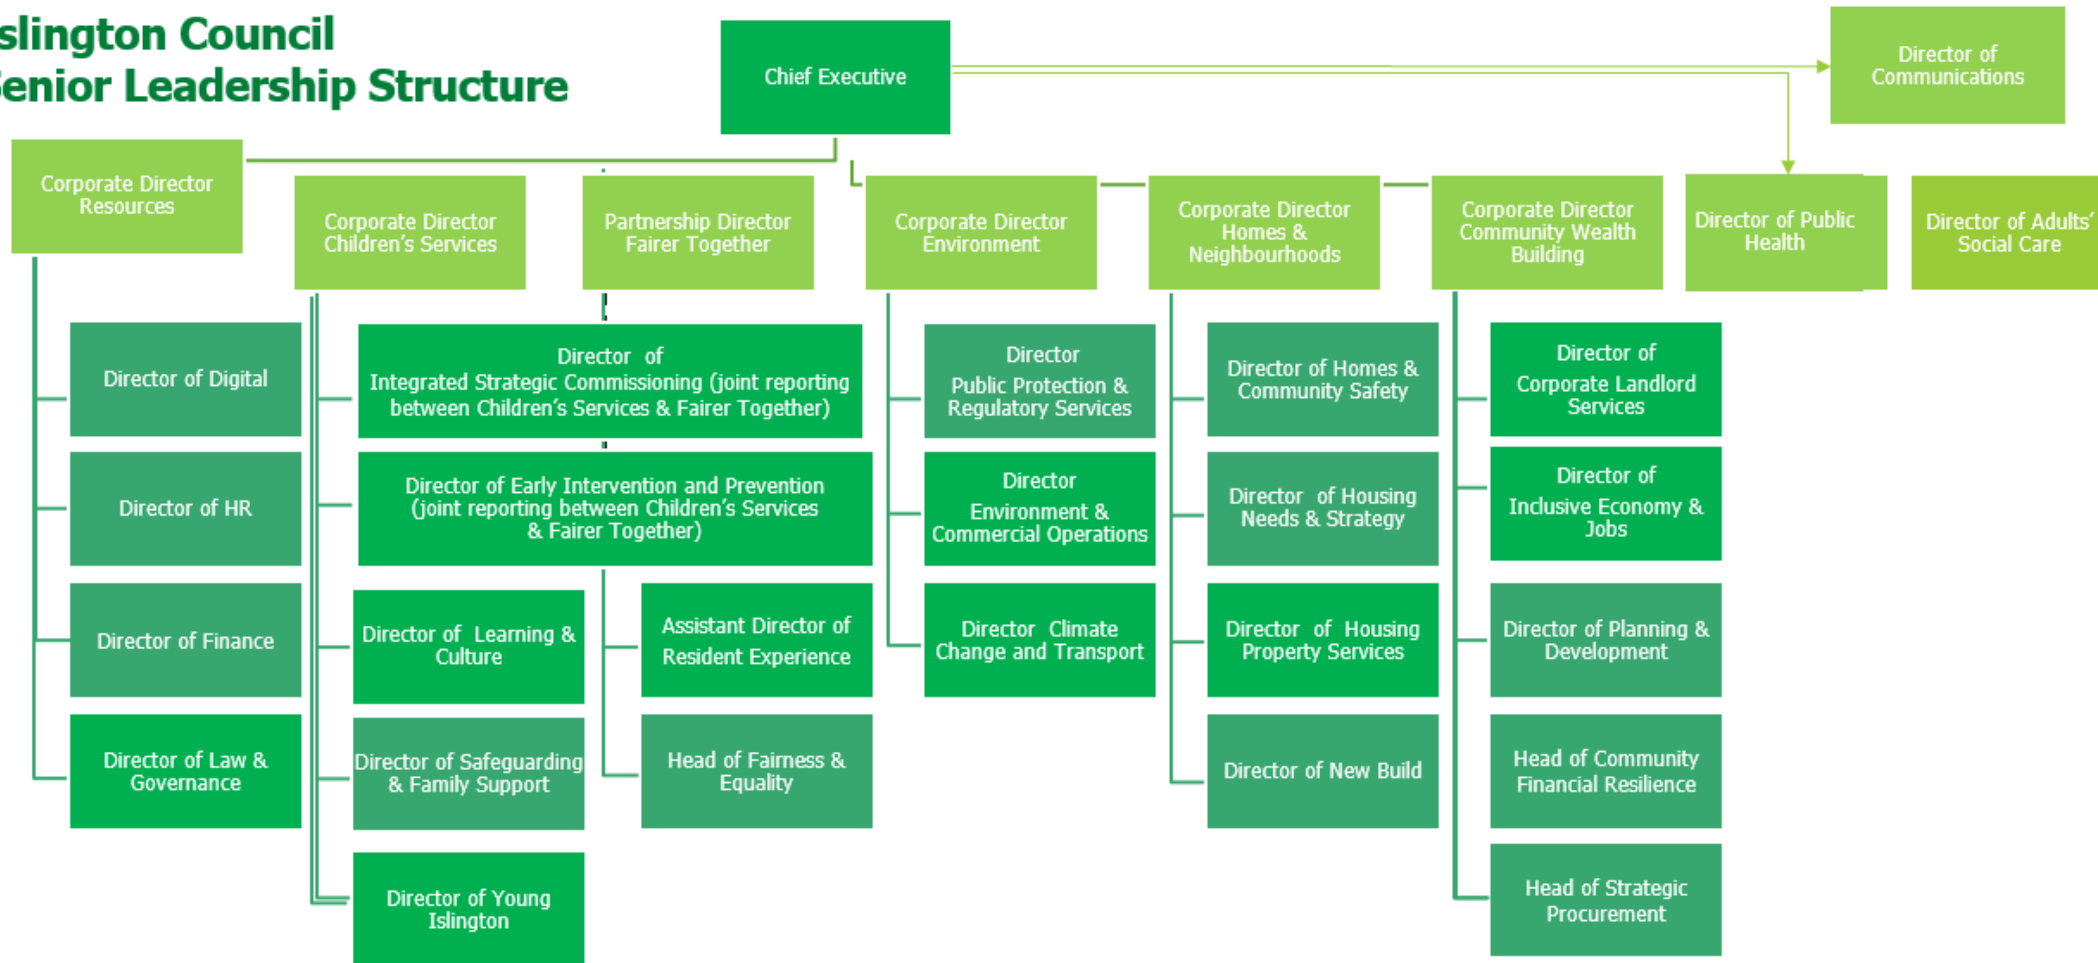 slington Council
Senior Leadership Structure
Chief Executive
Director of
Communications
Corporate Director
Resources
Corporate Director
Children's Services
Partnership Director
Fairer Together
Corporate Director
Environment
Corporate Director
Homes &
Neighbourhoods
Corporate Director
Community Wealth
Building
Director of Public
Health
Director of Adults'
Social Care
Director of Digital
Director of HR
Director of Finance
Director of Law &
Governance
Director of
Integrated Strategic Commissioning (joint reporting
between Children's Services & Fairer Together)
Director of Early Intervention and Prevention
(joint reporting between Children's Services
& Fairer Together)
Director of Learning &
Culture
Director of Safeguarding
& Family Support
Director of Young
Islington
Assistant Director of
Resident Experience
Head of Fairness &
Equality
Director
Public Protection &
Regulatory Services
Director
Environment &
Commercial Operations
Director Climate
Change and Transport
Director of Homes &
Community Safety
Director of Housing
Needs & Strategy
Director of Housing
Property Services
Director of New Build
Director of
Corporate Landlord
Services
Director of
Inclusive Economy &
Jobs
Director of Planning &
Development
Head of Community
Financial Resilience
Head of Strategic
Procurement